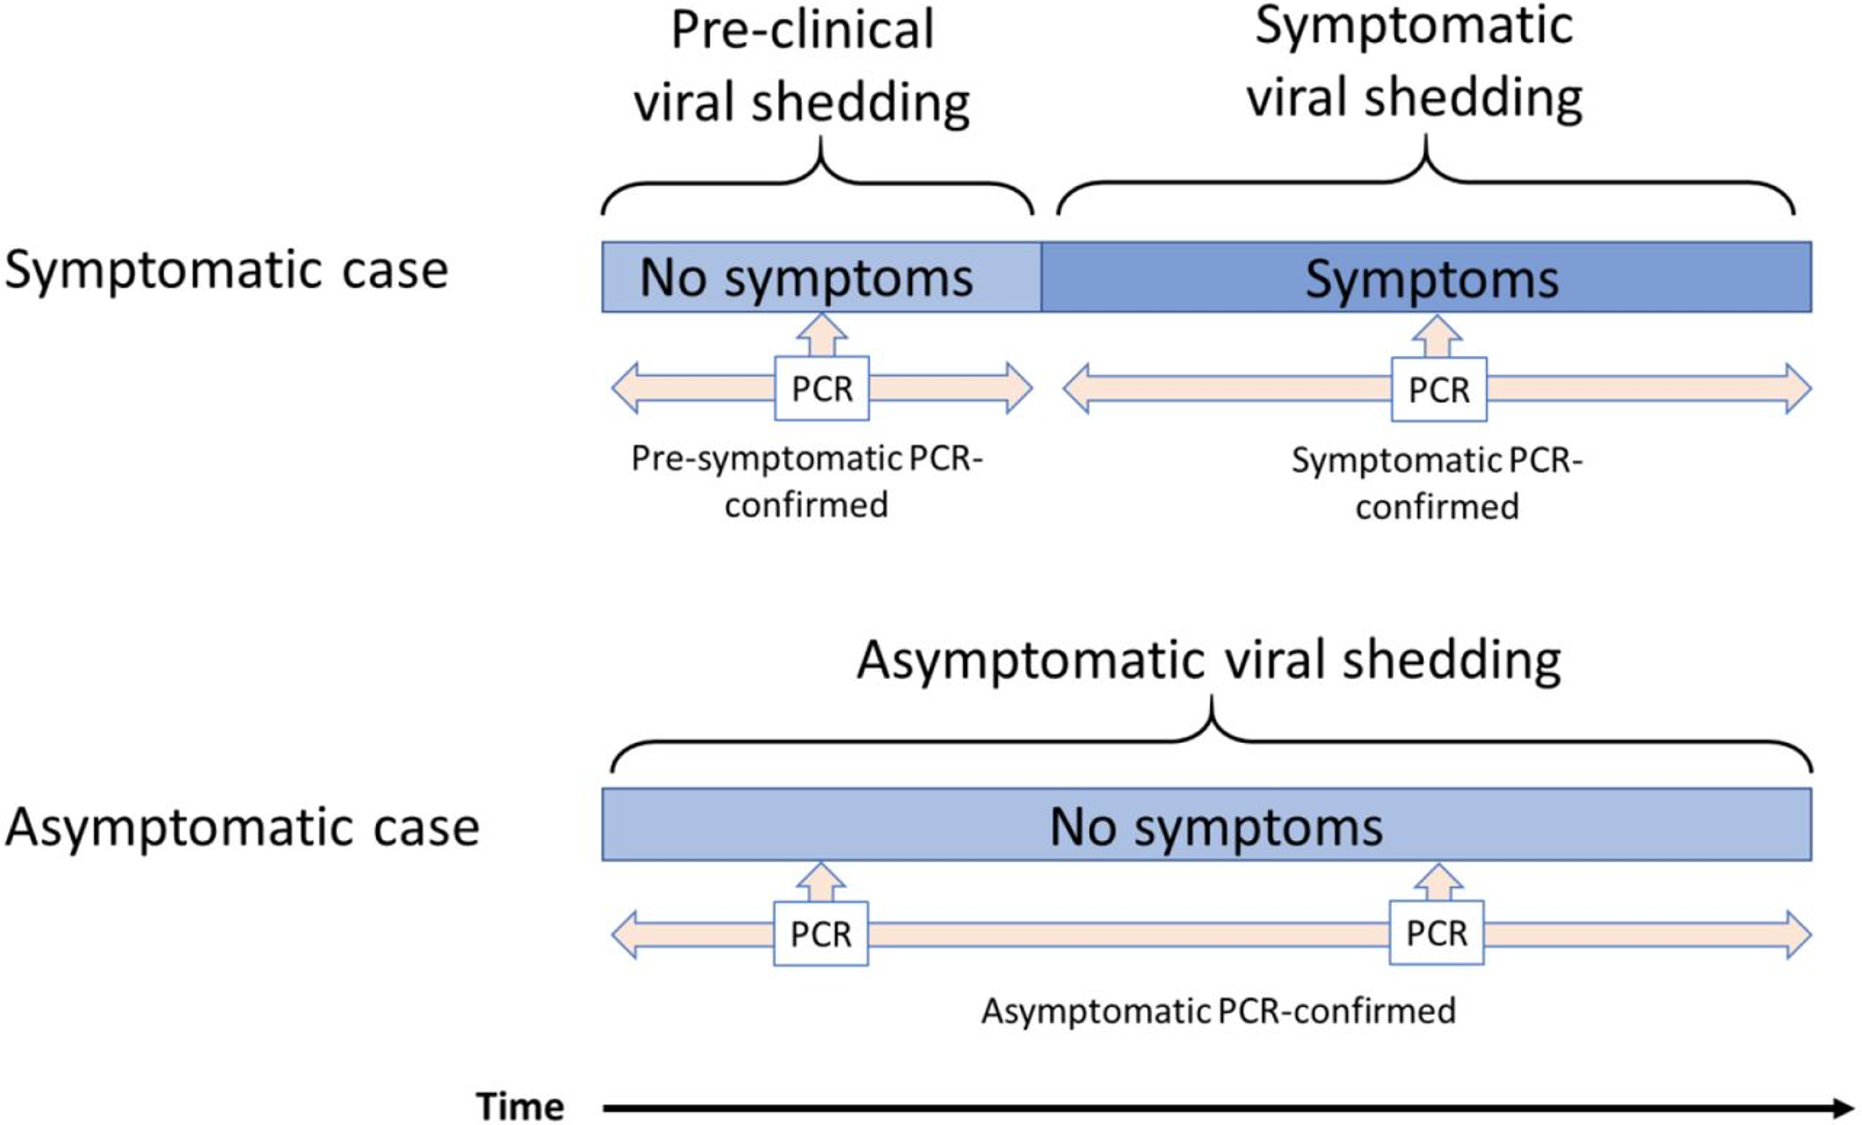 Pre-clinical
viral shedding
Symptomatic
viral shedding
Symptomatic case
No symptoms
Symptoms
PCR
PCR
Pre-symptomatic PCR-
confirmed
Symptomatic PCR-
confirmed
Asymptomatic viral shedding
Asymptomatic case
No symptoms
PCR
PCR
Asymptomatic PCR-confirmed
Time